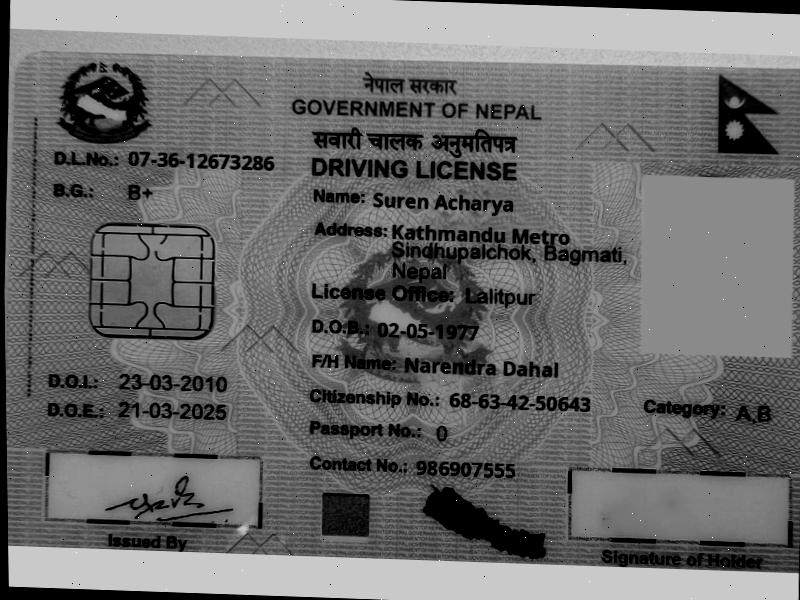 नेपाल सरकार
GOVERNMENT OF NEPAL
सवारी चालक अनुमतिपत्र
DRIVING LICENSE
D.L.No.: 07-36-12673286
B.G.: B+
Name: Suren Acharya
Address: Kathmandu Metro
Sindhupalchok, Bagmati,
Nepal
License Office: Lalitpur
D.O.B.: 02-05-1977
F/H Name: Narendra Dahal
D.O.I.: 23-03-2010
D.O.E.: 21-03-2025
Citizenship No.: 68-63-42-50643
Category: A,B
Passport No.: 0
Contact No.: 986907555
Issued By
Signature of Holder